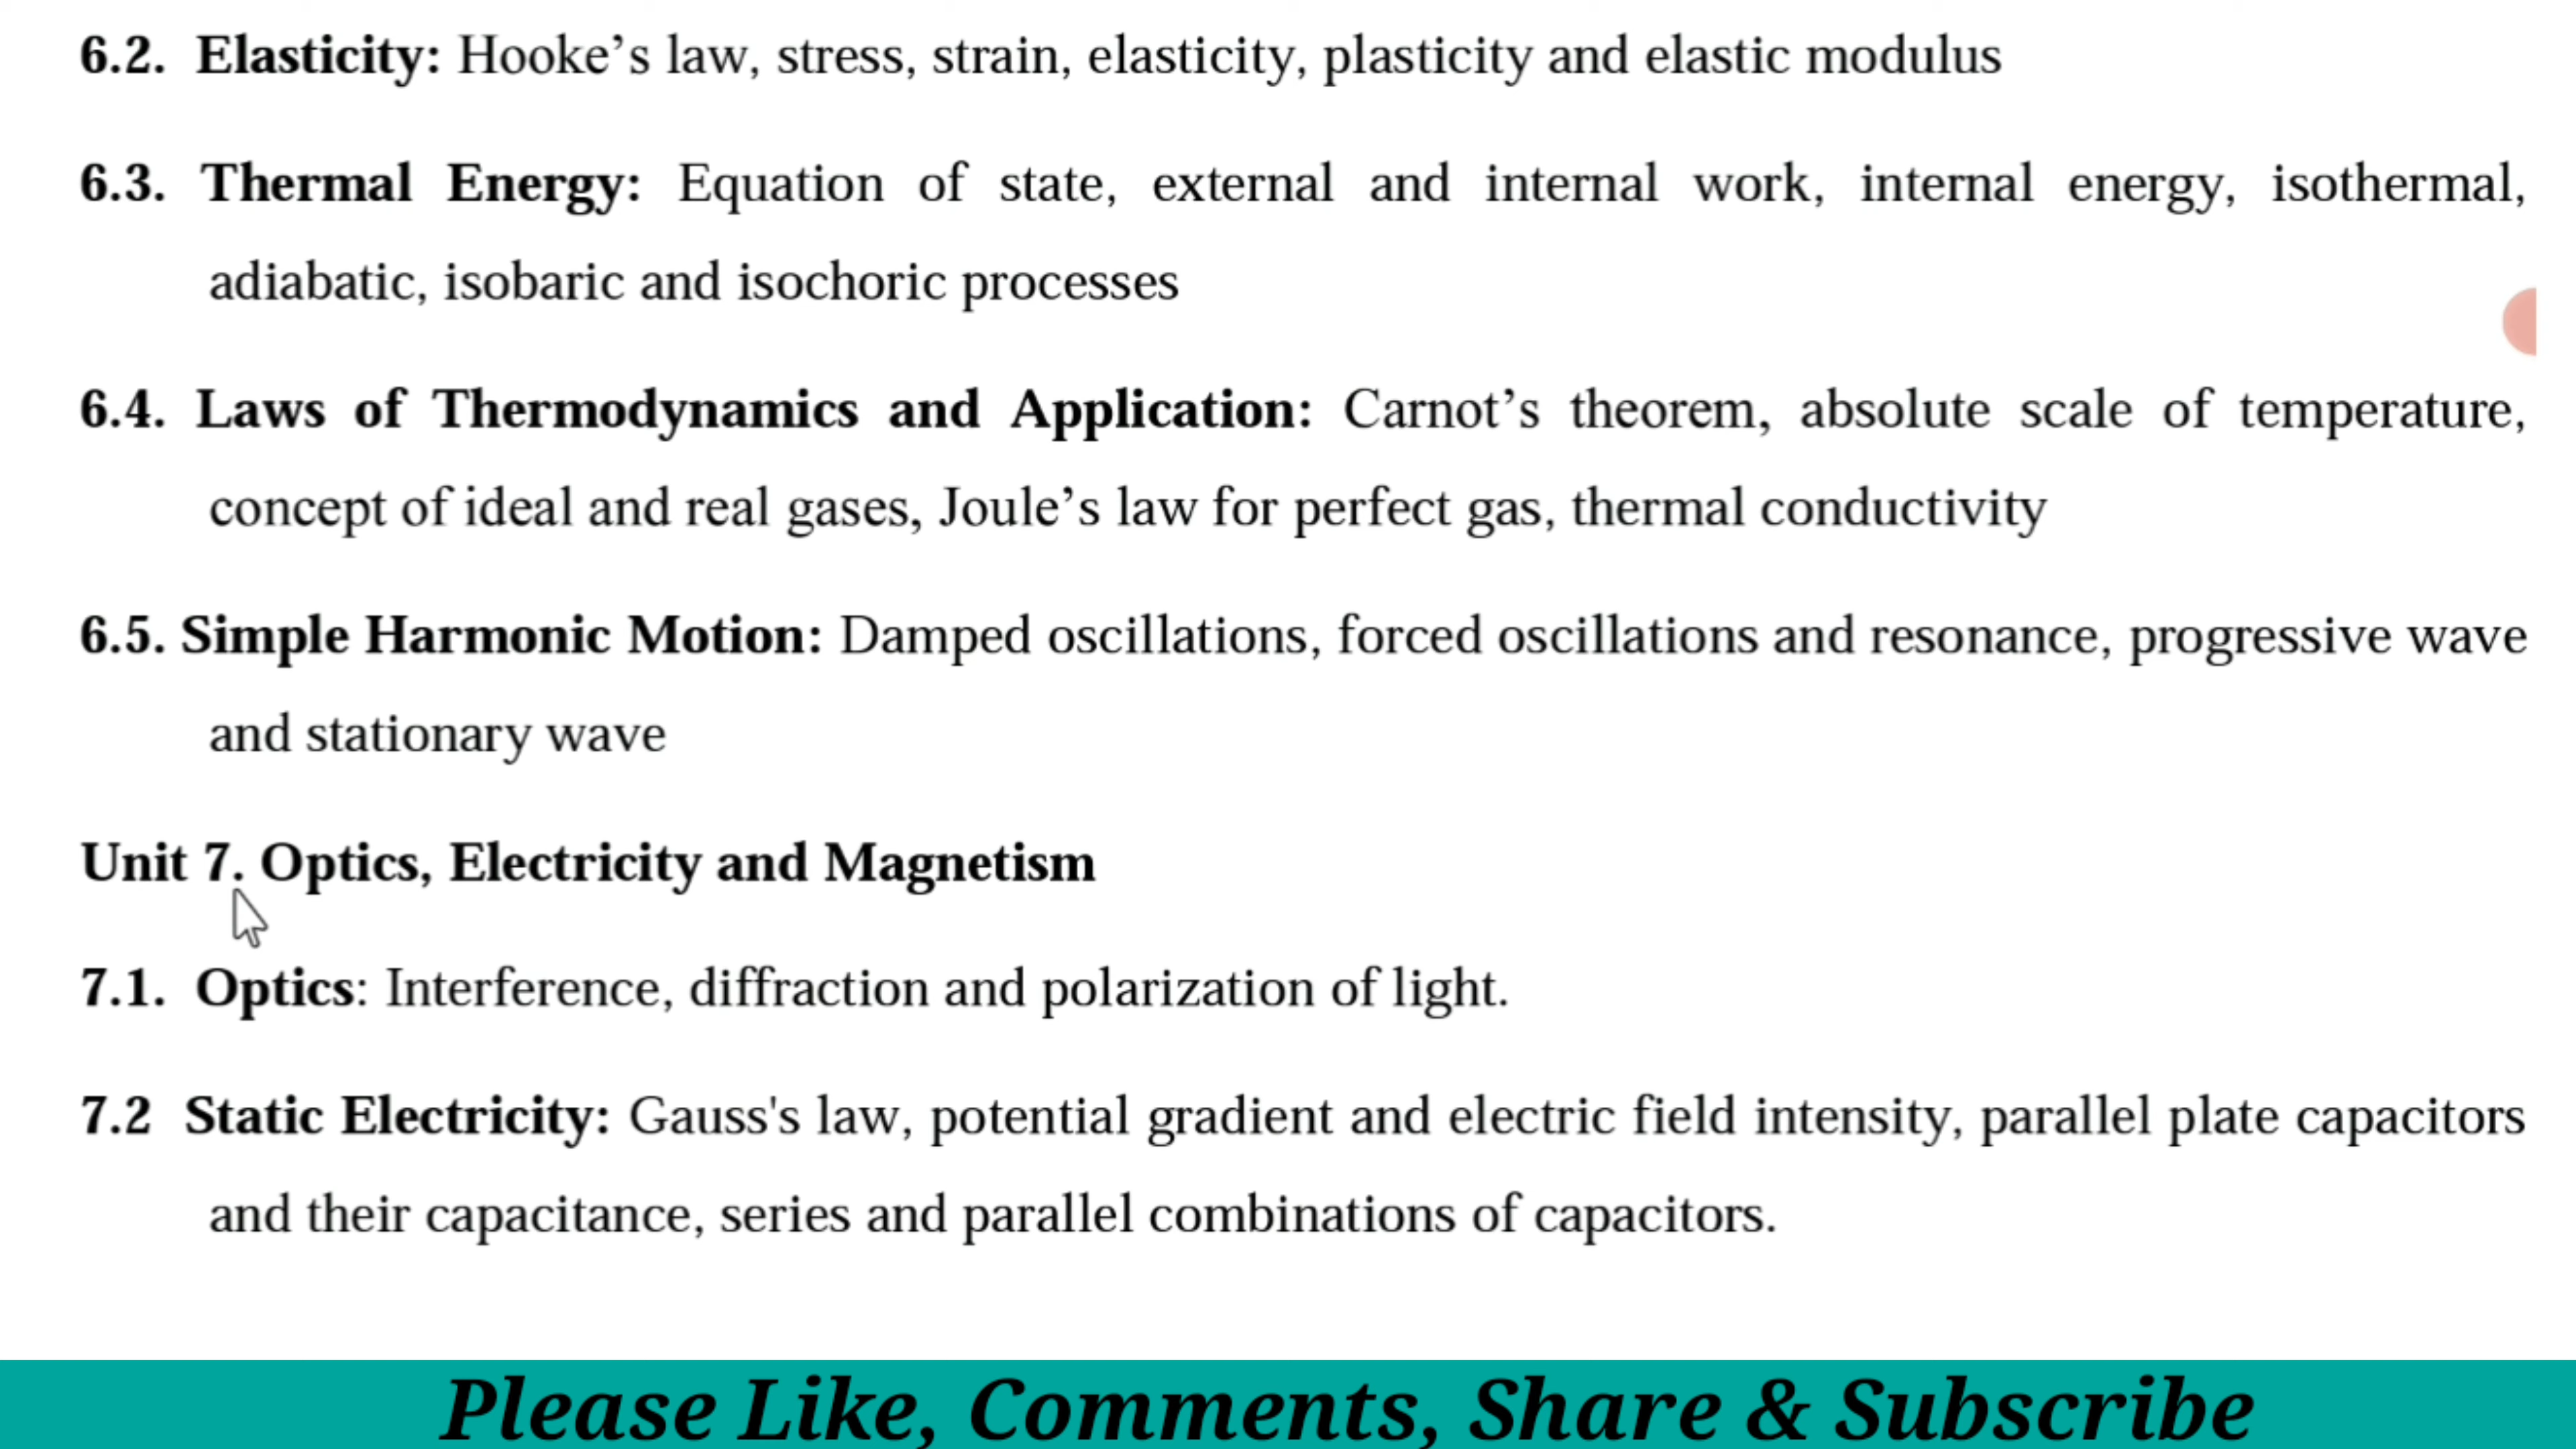 6.2. Elasticity: Hooke’s law, stress, strain, elasticity, plasticity and elastic modulus
6.3. Thermal Energy: Equation of state, external and internal work, internal energy, isothermal,
adiabatic, isobaric and isochoric processes
6.4. Laws of Thermodynamics and Application: Carnot’s theorem, absolute scale of temperature,
concept of ideal and real gases, Joule’s law for perfect gas, thermal conductivity
6.5. Simple Harmonic Motion: Damped oscillations, forced oscillations and resonance, progressive wave
and stationary wave
Unit 7. Optics, Electricity and Magnetism
7.1. Optics: Interference, diffraction and polarization of light.
7.2 Static Electricity: Gauss's law, potential gradient and electric field intensity, parallel plate capacitors
and their capacitance, series and parallel combinations of capacitors.
Please Like, Comments, Share & Subscribe